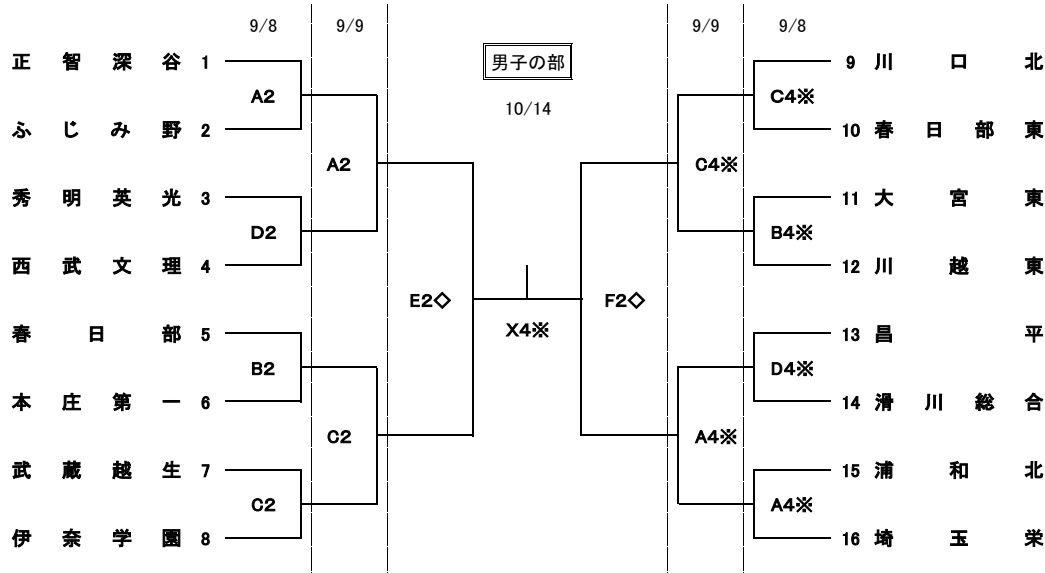 9/8 9/9 9/9 9/8
男子の部
正智深谷 1 9 川口北
A2 C4※
10/14
ふじみ野 2 10 春日部東
A2 C4※
秀明英光 3 11 大宮東
D2 B4※
西武文理 4 12 川越東
E2◇ F2◇
X4※
春日部 5 13 昌平
B2 D4※
本庄第一 6 14 滑川総合
C2 A4※
武蔵越生 7 15 浦和北
C2 A4※
伊奈学園 8 16 埼玉栄